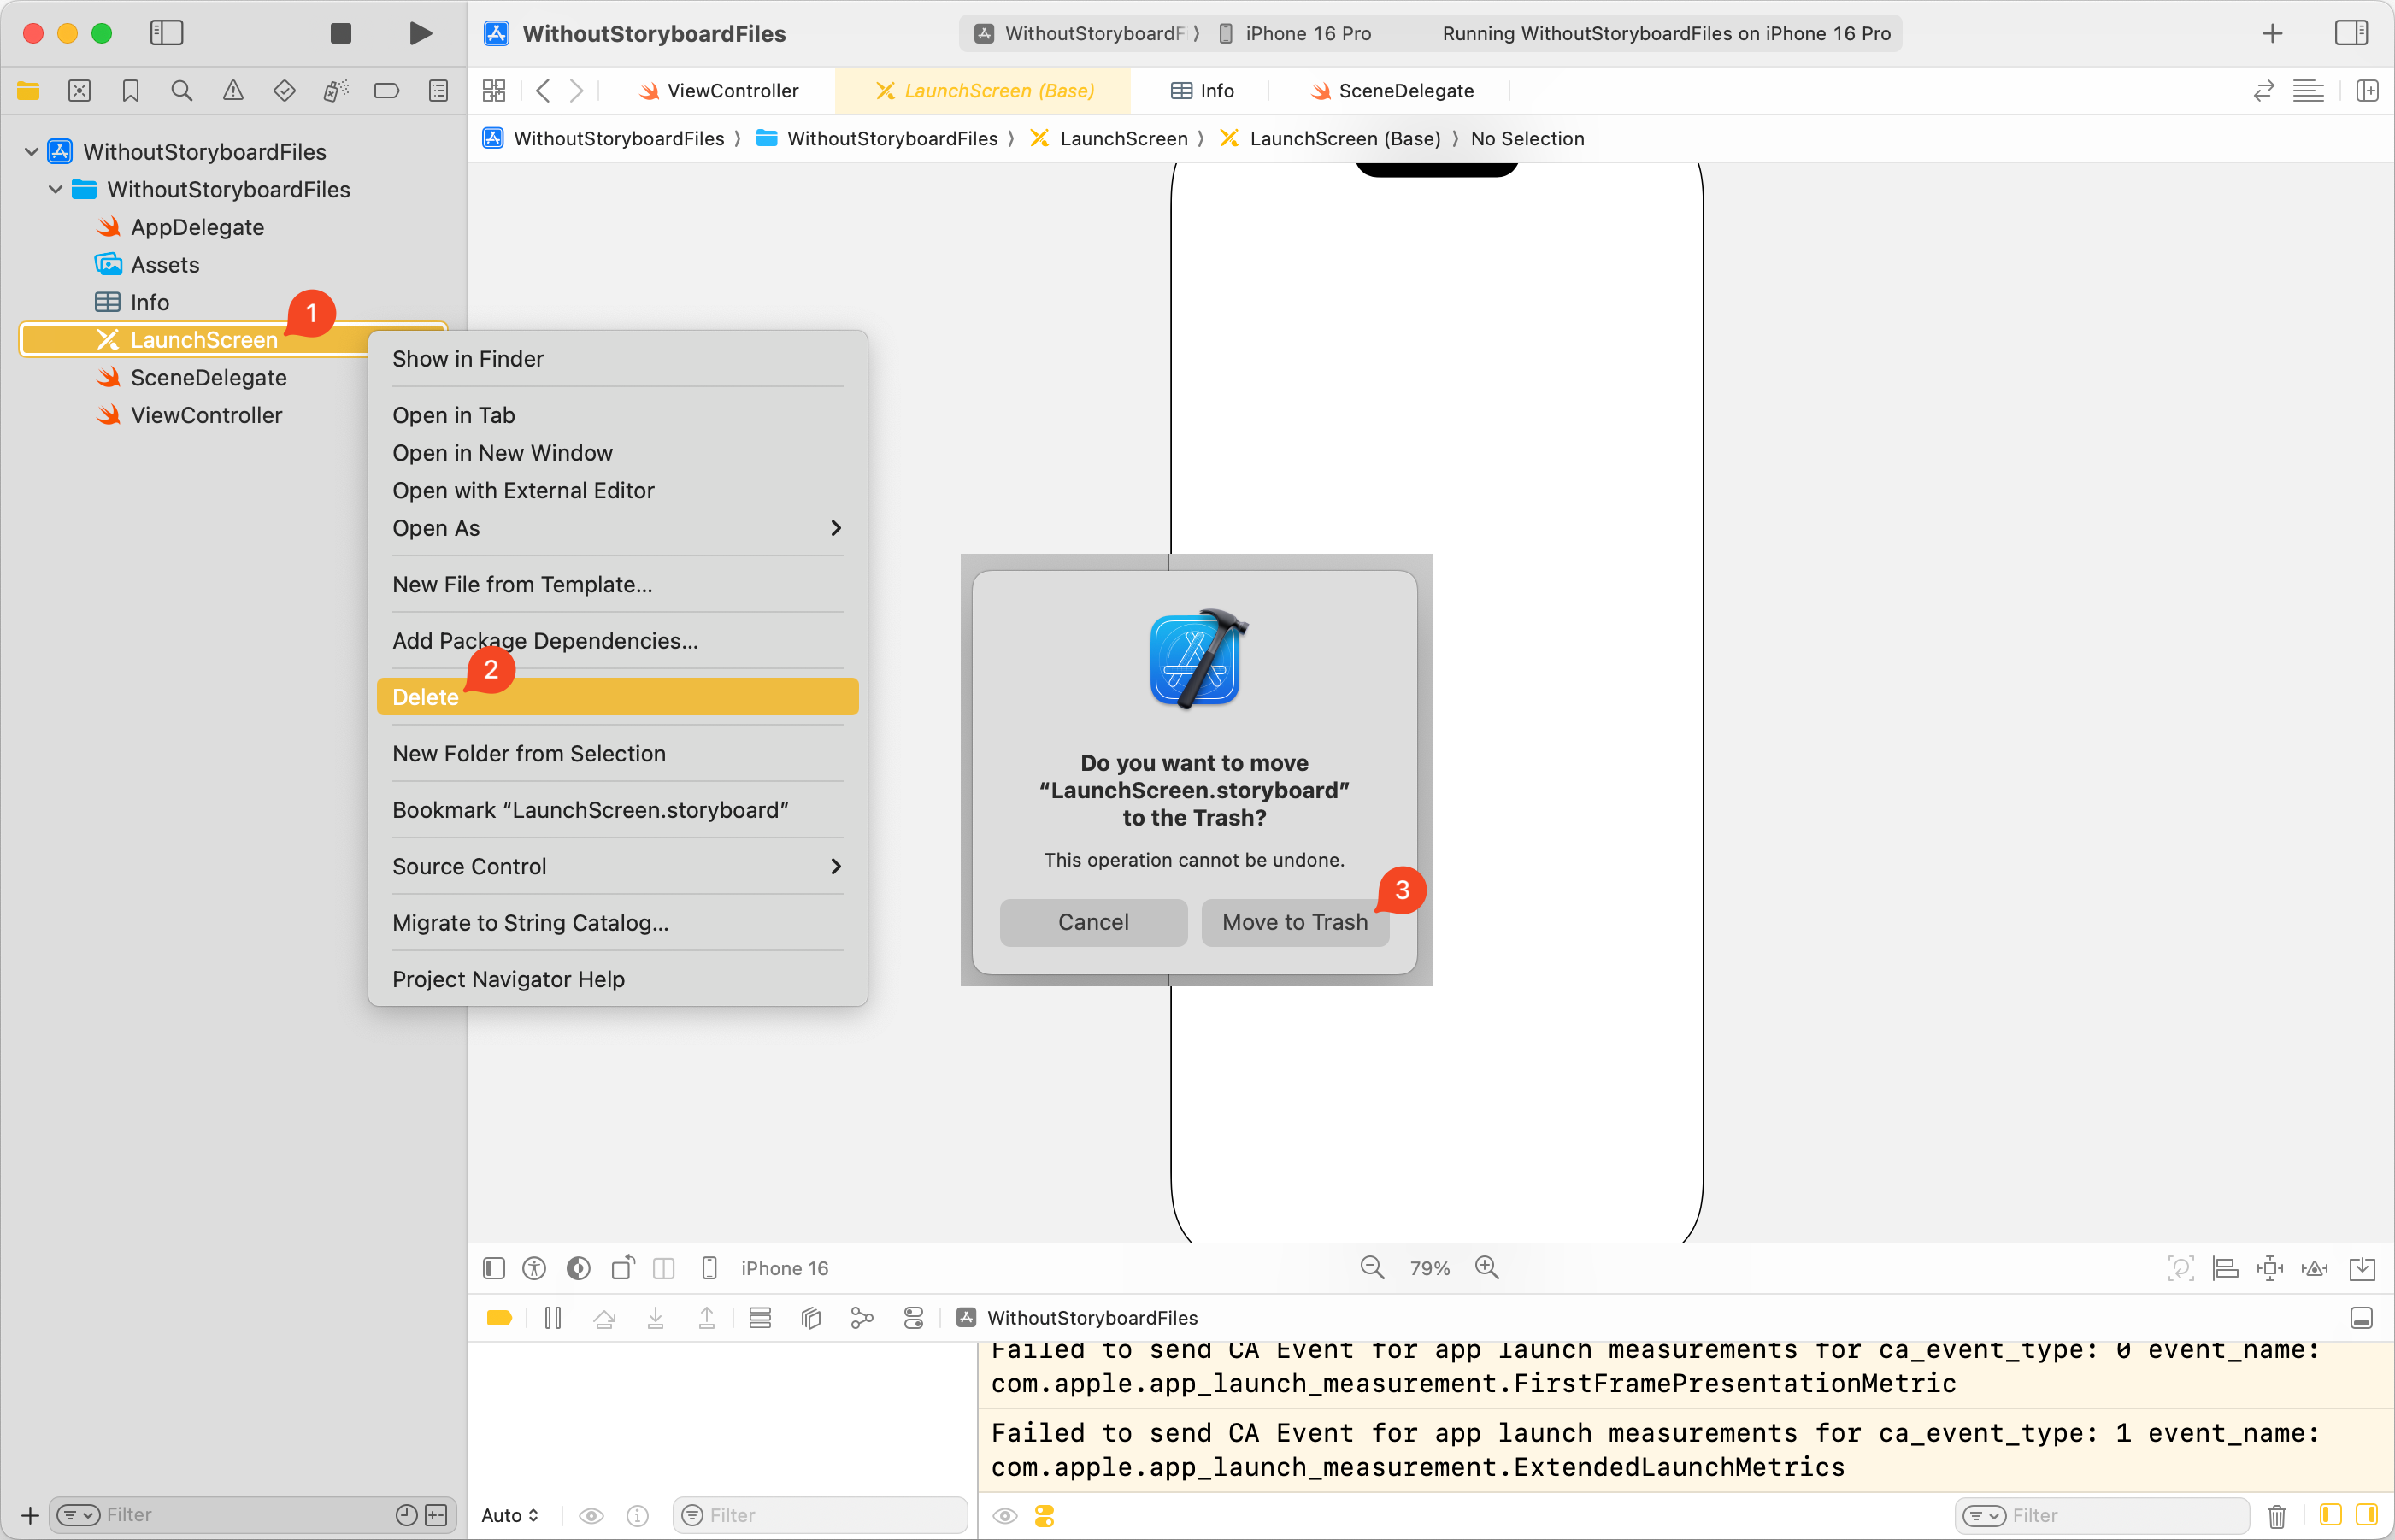 WithoutStoryboardFiles
WithoutStoryboardF
iPhone 16 Pro
Running WithoutStoryboardFiles on iPhone 16 Pro
ViewController
LaunchScreen (Base)
Info
SceneDelegate
WithoutStoryboardFiles
WithoutStoryboardFiles
LaunchScreen
LaunchScreen (Base)
No Selection
WithoutStoryboardFiles
WithoutStoryboardFiles
AppDelegate
Assets
Info
LaunchScreen
1
SceneDelegate
ViewController
Show in Finder
Open in Tab
Open in New Window
Open with External Editor
Open As
New File from Template...
Add Package Dependencies...
2
Delete
New Folder from Selection
Bookmark “LaunchScreen.storyboard”
Source Control
Migrate to String Catalog...
Project Navigator Help
Do you want to move
“LaunchScreen.storyboard”
to the Trash?
This operation cannot be undone.
Cancel
Move to Trash
3
iPhone 16
79%
WithoutStoryboardFiles
Failed to send CA Event for app launch measurements for ca_event_type: 0 event_name:
com.apple.app_launch_measurement.FirstFramePresentationMetric
Failed to send CA Event for app launch measurements for ca_event_type: 1 event_name:
com.apple.app_launch_measurement.ExtendedLaunchMetrics
Filter
Auto
Filter
Filter